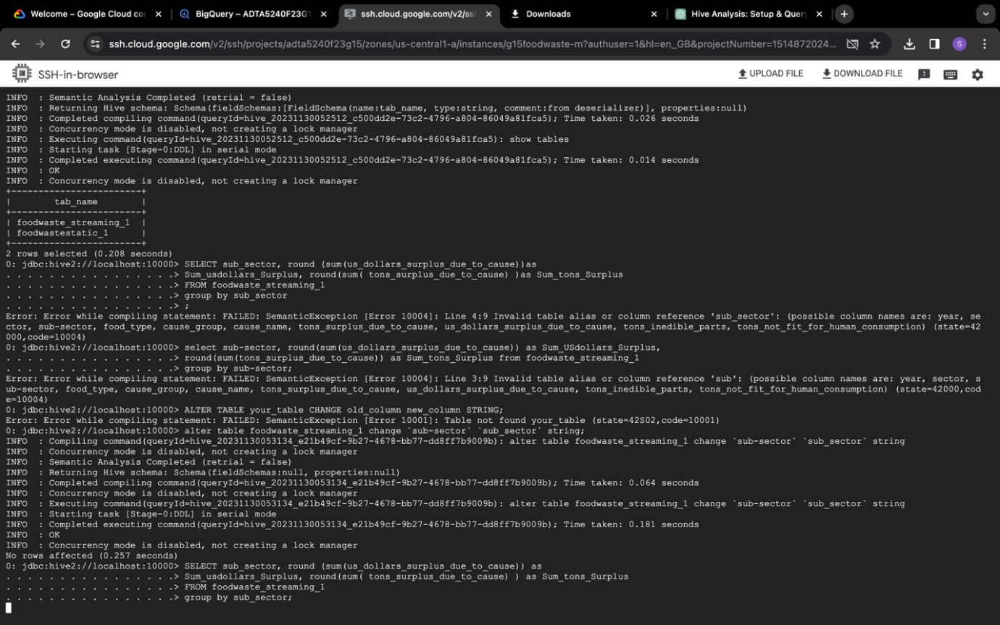 Welcome – Google Cloud co
BigQuery – ADTA5240F23G1
ssh.cloud.google.com/v2/ss
Downloads
Hive Analysis: Setup & Quer
ssh.cloud.google.com/v2/ssh/projects/adta5240f23g15/zones/us-central1-a/instances/g15foodwaste-m?authuser=1&hl=en_GB&projectNumber=1514872024...
S
SSH-in-browser
UPLOAD FILE
DOWNLOAD FILE
INFO  : Semantic Analysis Completed (retrial = false)
INFO  : Returning Hive schema: Schema(fieldSchemas:[FieldSchema(name:tab_name, type:string, comment:from deserializer)], properties:null)
INFO  : Completed compiling command(queryId=hive_20231130052512_c500dd2e-73c2-4796-a804-86049a81fca5); Time taken: 0.026 seconds
INFO  : Concurrency mode is disabled, not creating a lock manager
INFO  : Executing command(queryId=hive_20231130052512_c500dd2e-73c2-4796-a804-86049a81fca5): show tables
INFO  : Starting task [Stage-0:DDL] in serial mode
INFO  : Completed executing command(queryId=hive_20231130052512_c500dd2e-73c2-4796-a804-86049a81fca5); Time taken: 0.014 seconds
INFO  : OK
INFO  : Concurrency mode is disabled, not creating a lock manager
+------------------------+
|        tab_name        |
+------------------------+
| foodwaste_streaming_1  |
| foodwastestatic_1      |
+------------------------+
2 rows selected (0.208 seconds)
0: jdbc:hive2://localhost:10000> SELECT sub_sector, round (sum(us_dollars_surplus_due_to_cause))as
. . . . . . . . . . . . . . . .> Sum_usdollars_Surplus, round(sum( tons_surplus_due_to_cause) )as Sum_tons_Surplus
. . . . . . . . . . . . . . . .> FROM foodwaste_streaming_1
. . . . . . . . . . . . . . . .> group by sub_sector
. . . . . . . . . . . . . . . .> ;
Error: Error while compiling statement: FAILED: SemanticException [Error 10004]: Line 4:9 Invalid table alias or column reference 'sub_sector': (possible column names are: year, se
ctor, sub-sector, food_type, cause_group, cause_name, tons_surplus_due_to_cause, us_dollars_surplus_due_to_cause, tons_inedible_parts, tons_not_fit_for_human_consumption) (state=42
000,code=10004)
0: jdbc:hive2://localhost:10000> select sub-sector, round(sum(us_dollars_surplus_due_to_cause)) as Sum_USdollars_Surplus,
. . . . . . . . . . . . . . . .> round(sum(tons_surplus_due_to_cause)) as Sum_tons_Surplus from foodwaste_streaming_1
. . . . . . . . . . . . . . . .> group by sub-sector;
Error: Error while compiling statement: FAILED: SemanticException [Error 10004]: Line 3:9 Invalid table alias or column reference 'sub': (possible column names are: year, sector, s
ub-sector, food_type, cause_group, cause_name, tons_surplus_due_to_cause, us_dollars_surplus_due_to_cause, tons_inedible_parts, tons_not_fit_for_human_consumption) (state=42000,cod
e=10004)
0: jdbc:hive2://localhost:10000> ALTER TABLE your_table CHANGE old_column new_column STRING;
Error: Error while compiling statement: FAILED: SemanticException [Error 10001]: Table not found your_table (state=42S02,code=10001)
0: jdbc:hive2://localhost:10000> alter table foodwaste_streaming_1 change `sub-sector` `sub_sector` string;
INFO  : Compiling command(queryId=hive_20231130053134_e21b49cf-9b27-4678-bb77-dd8ff7b9009b): alter table foodwaste_streaming_1 change `sub-sector` `sub_sector` string
INFO  : Concurrency mode is disabled, not creating a lock manager
INFO  : Semantic Analysis Completed (retrial = false)
INFO  : Returning Hive schema: Schema(fieldSchemas:null, properties:null)
INFO  : Completed compiling command(queryId=hive_20231130053134_e21b49cf-9b27-4678-bb77-dd8ff7b9009b); Time taken: 0.064 seconds
INFO  : Concurrency mode is disabled, not creating a lock manager
INFO  : Executing command(queryId=hive_20231130053134_e21b49cf-9b27-4678-bb77-dd8ff7b9009b): alter table foodwaste_streaming_1 change `sub-sector` `sub_sector` string
INFO  : Starting task [Stage-0:DDL] in serial mode
INFO  : Completed executing command(queryId=hive_20231130053134_e21b49cf-9b27-4678-bb77-dd8ff7b9009b); Time taken: 0.181 seconds
INFO  : OK
INFO  : Concurrency mode is disabled, not creating a lock manager
No rows affected (0.257 seconds)
0: jdbc:hive2://localhost:10000> SELECT sub_sector, round (sum(us_dollars_surplus_due_to_cause)) as
. . . . . . . . . . . . . . . .> Sum_usdollars_Surplus, round(sum( tons_surplus_due_to_cause) ) as Sum_tons_Surplus
. . . . . . . . . . . . . . . .> FROM foodwaste_streaming_1
. . . . . . . . . . . . . . . .> group by sub_sector;